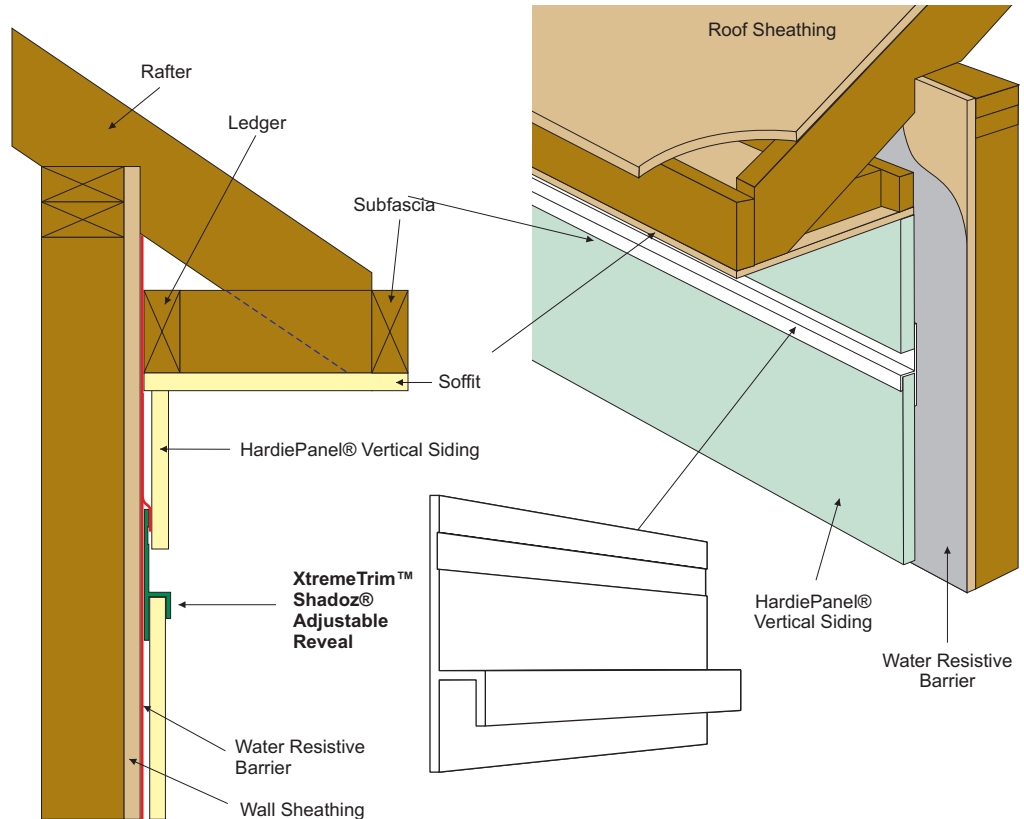 Roof Sheathing
Rafter
Ledger
Subfascia
Soffit
HardiePanel® Vertical Siding
XtremeTrim™
Shadoz®
Adjustable
Reveal
HardiePanel®
Vertical Siding
Water Resistive
Barrier
Water Resistive
Barrier
Wall Sheathing